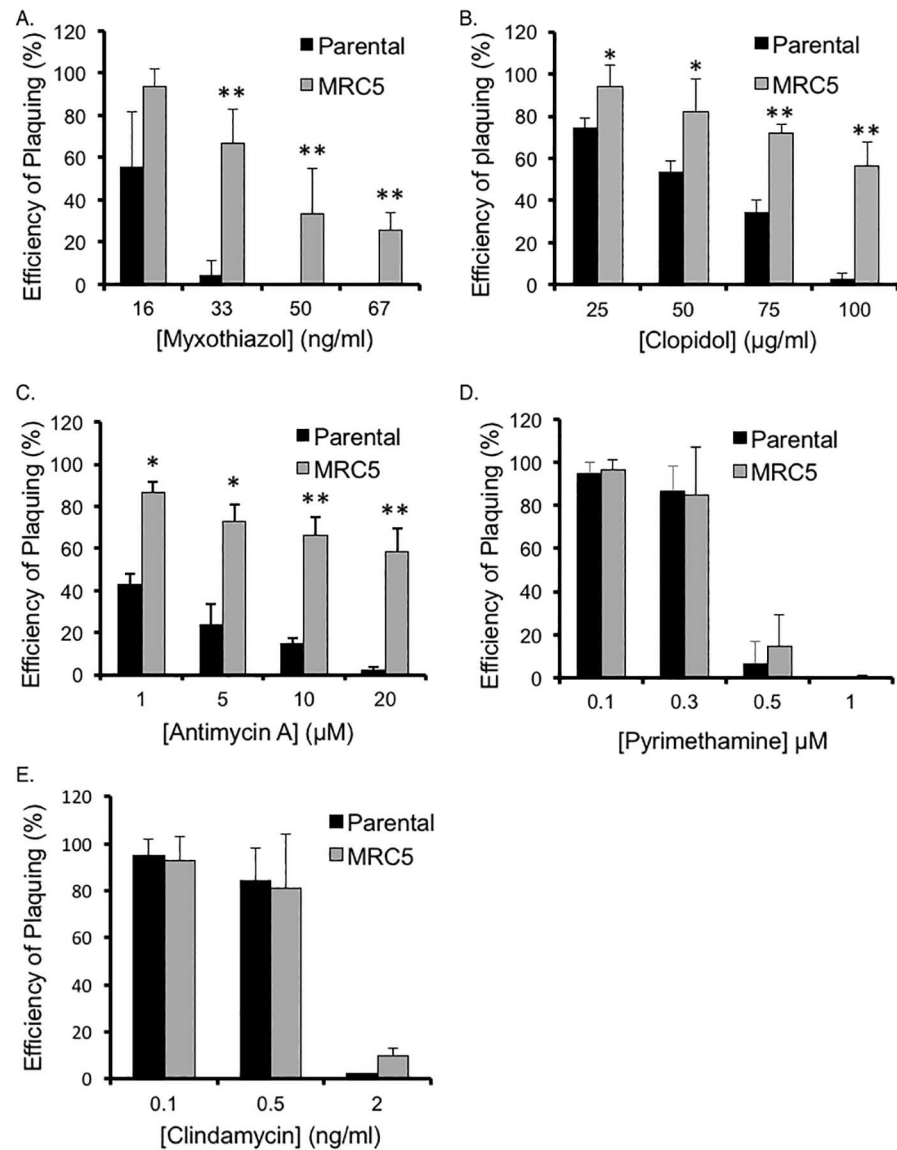 A.
Efficiency of Plaquing (%)
120
100
80
60
40
20
0
Parental
MRC5
**
**
**
16 33 50 67
[Myxothiazol] (ng/ml)
B.
Efficiency of plaquing (%)
120
100
80
60
40
20
0
Parental
MRC5
*
*
**
**
25 50 75 100
[Clopidol] (µg/ml)
C.
Efficiency of Plaquing (%)
120
100
80
60
40
20
0
Parental
MRC5
*
*
**
**
1 5 10 20
[Antimycin A] (µM)
D.
Efficiency of Plaquing (%)
120
100
80
60
40
20
0
Parental
MRC5
0.1 0.3 0.5 1
[Pyrimethamine] µM
E.
Efficiency of Plaquing (%)
120
100
80
60
40
20
0
Parental
MRC5
0.1 0.5 2
[Clindamycin] (ng/ml)